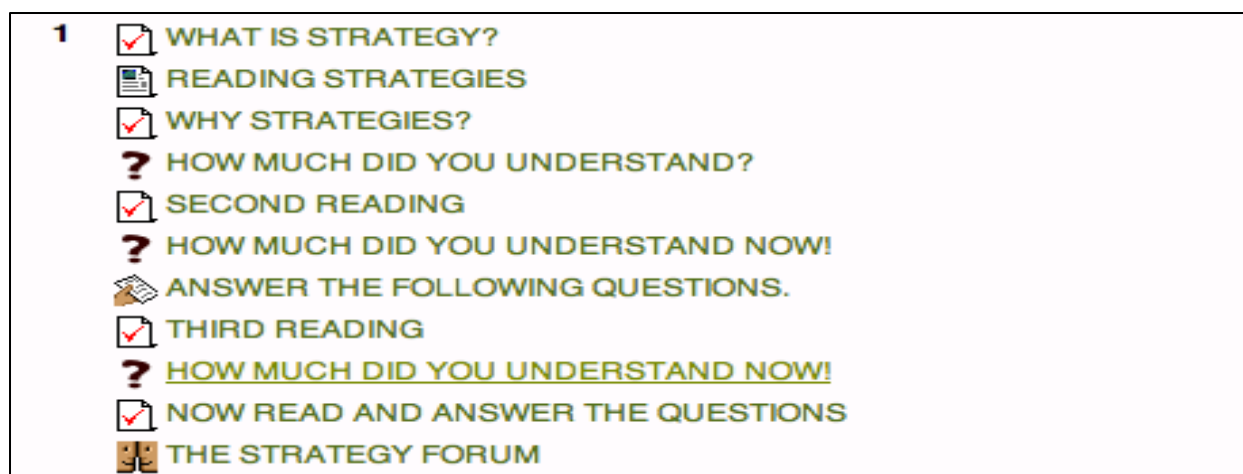 1 WHAT IS STRATEGY?
READING STRATEGIES
WHY STRATEGIES?
HOW MUCH DID YOU UNDERSTAND?
SECOND READING
HOW MUCH DID YOU UNDERSTAND NOW!
ANSWER THE FOLLOWING QUESTIONS.
THIRD READING
HOW MUCH DID YOU UNDERSTAND NOW!
NOW READ AND ANSWER THE QUESTIONS
THE STRATEGY FORUM